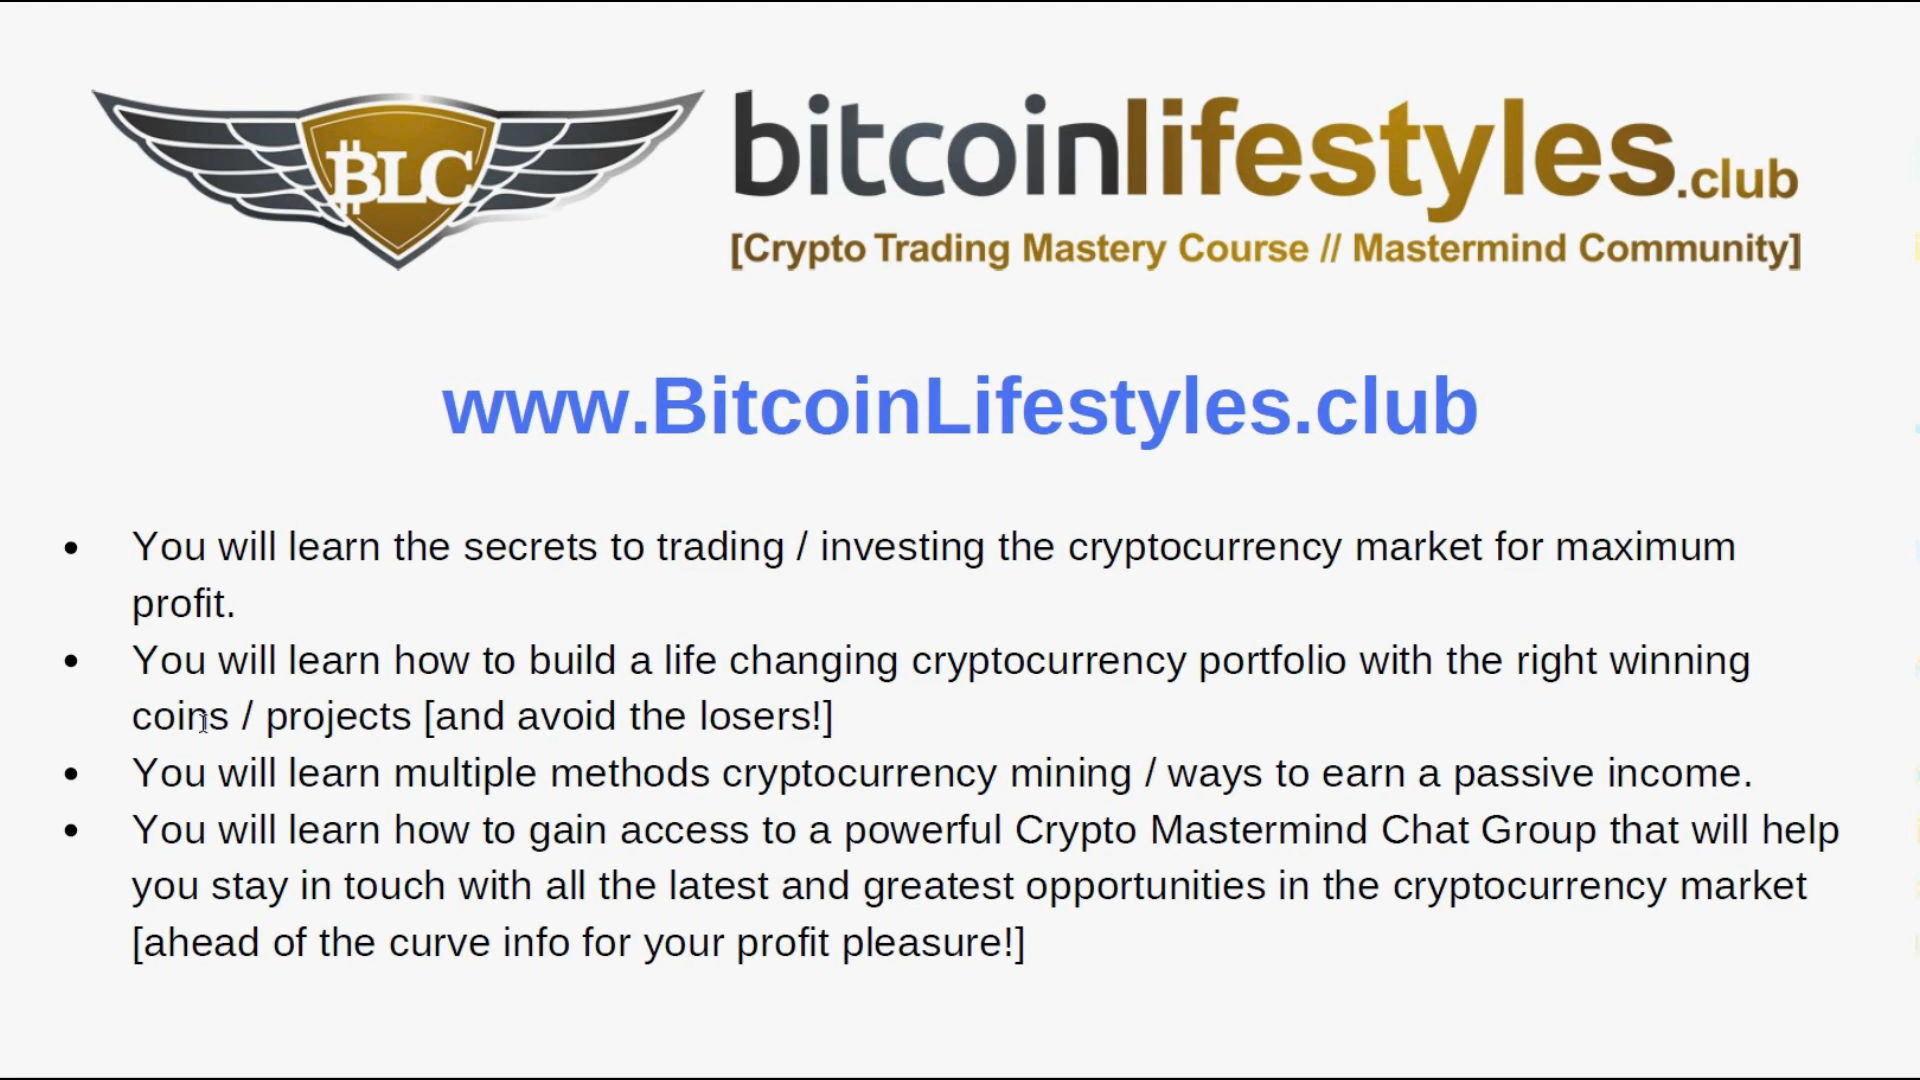 BLC
bitcoinlifestyles.club
[Crypto Trading Mastery Course // Mastermind Community]
www.BitcoinLifestyles.club
• You will learn the secrets to trading / investing the cryptocurrency market for maximum
profit.
• You will learn how to build a life changing cryptocurrency portfolio with the right winning
coins / projects [and avoid the losers!]
• You will learn multiple methods cryptocurrency mining / ways to earn a passive income.
• You will learn how to gain access to a powerful Crypto Mastermind Chat Group that will help
you stay in touch with all the latest and greatest opportunities in the cryptocurrency market
[ahead of the curve info for your profit pleasure!]